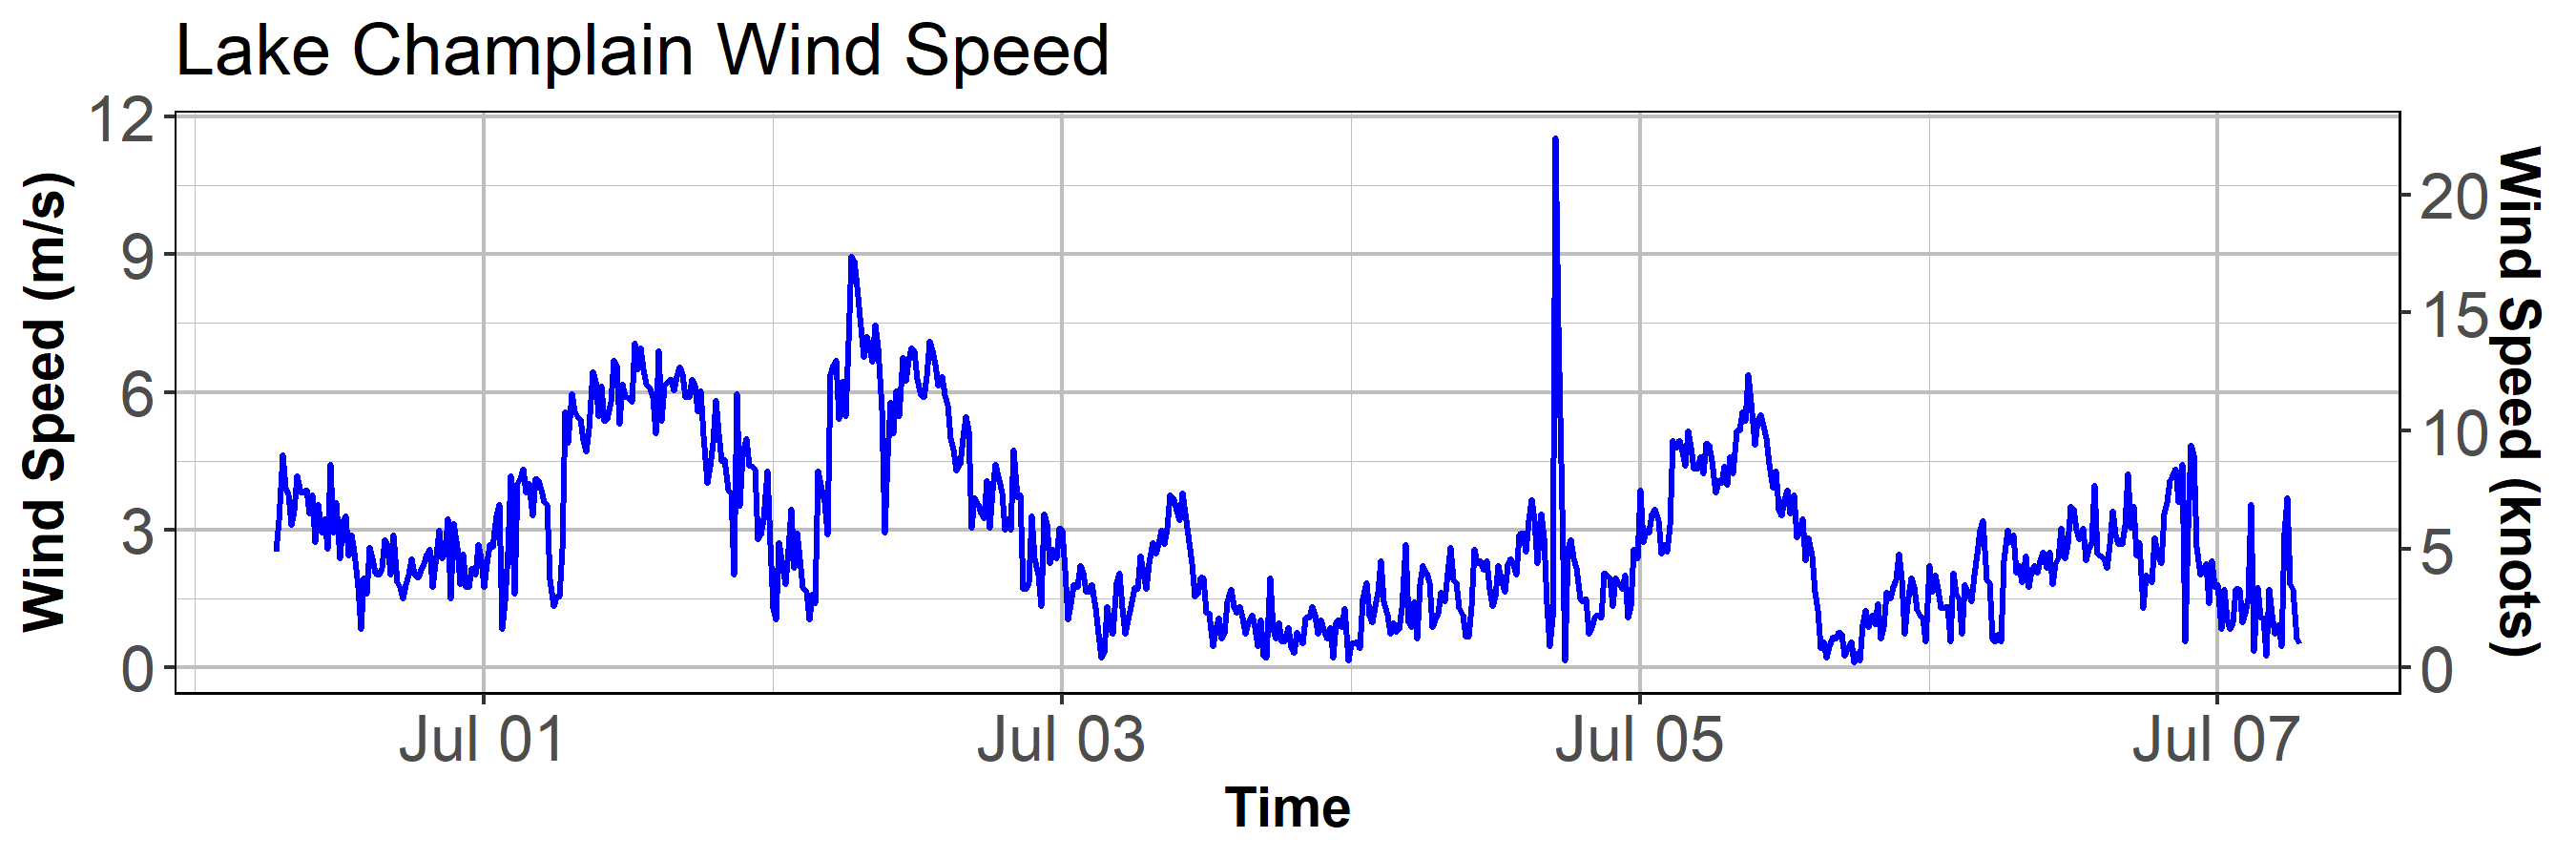 Lake Champlain Wind Speed
Wind Speed (m/s)
12
9
6
3
0
20
15
10
5
0
Wind Speed (knots)
Jul 01
Jul 03
Jul 05
Jul 07
Time